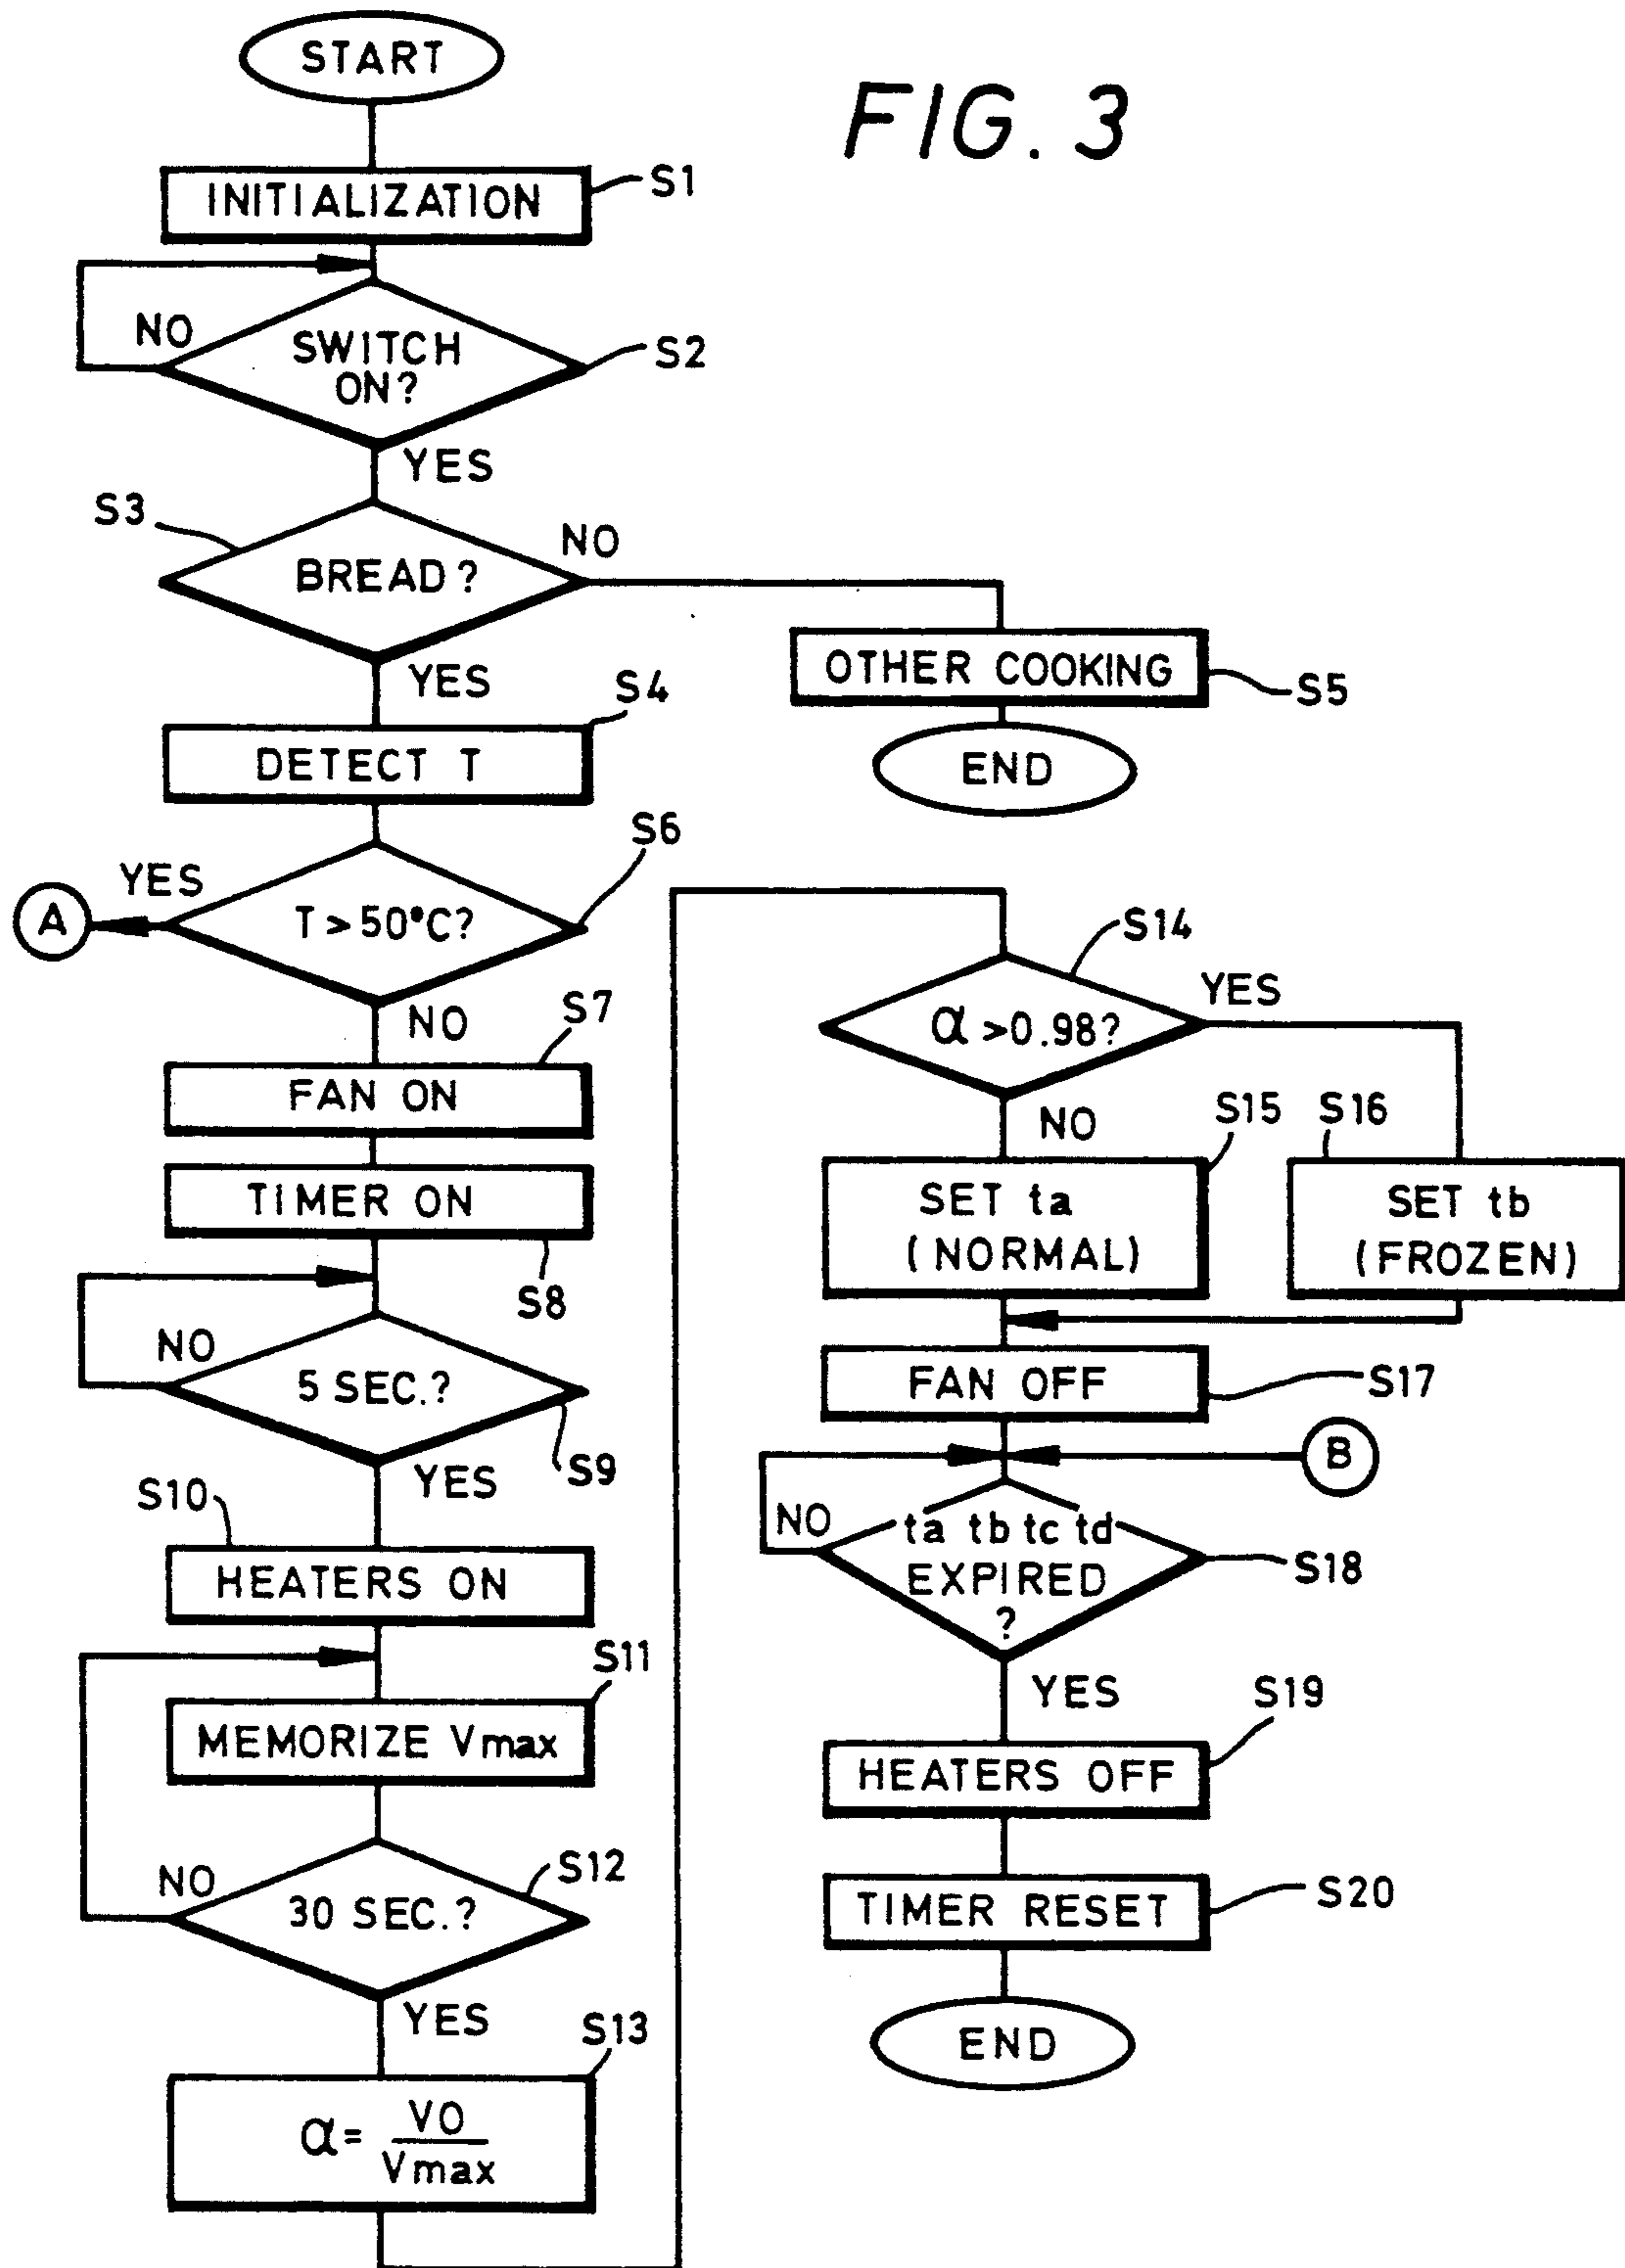 FIG. 3
START
INITIALIZATION
S1
NO
SWITCH
ON?
S2
YES
S3
BREAD?
NO
YES
OTHER COOKING
S5
END
S4
DETECT T
S6
YES
A
T > 50°C?
NO
S7
FAN ON
TIMER ON
S8
NO
5 SEC.?
S9
YES
S10
HEATERS ON
S11
MEMORIZE Vmax
NO
30 SEC.?
S12
YES
S13
α = V0
Vmax
S14
α > 0.98?
YES
NO
S15
SET ta
(NORMAL)
S16
SET tb
(FROZEN)
FAN OFF
S17
B
NO
ta tb tc td
EXPIRED
?
S18
YES
S19
HEATERS OFF
TIMER RESET
S20
END